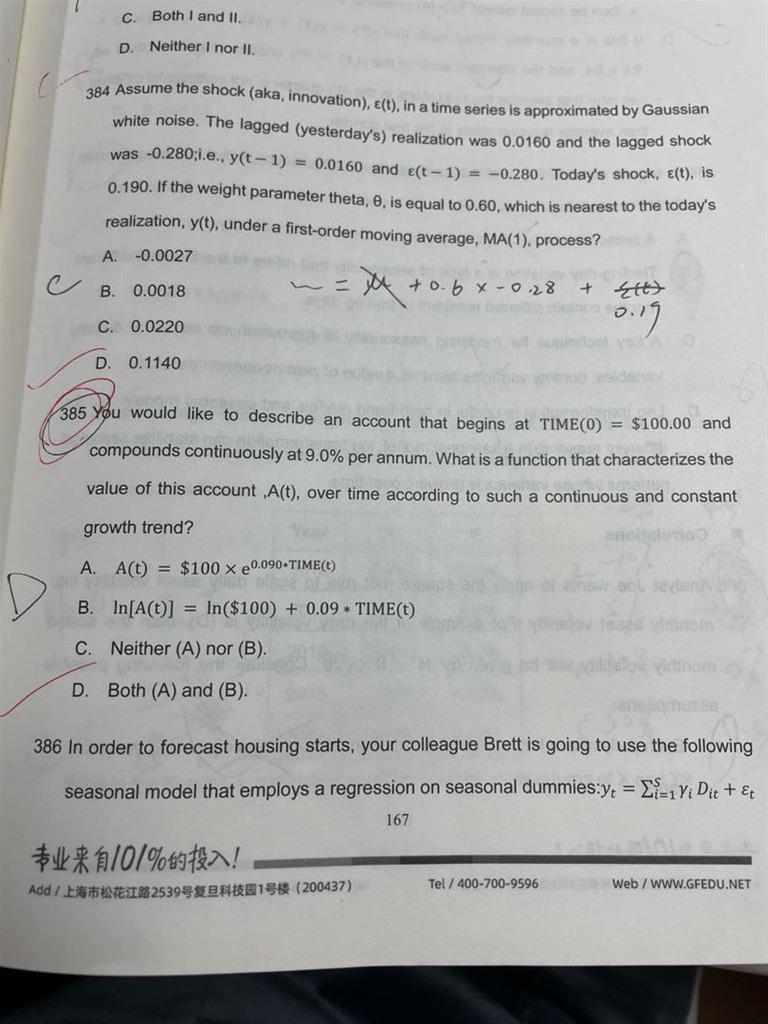 C. Both I and II.
D. Neither I nor II.
384 Assume the shock (aka, innovation), ε(t), in a time series is approximated by Gaussian
white noise. The lagged (yesterday's) realization was 0.0160 and the lagged shock
was -0.280;i.e., y(t − 1) = 0.0160 and ε(t − 1) = −0.280. Today's shock, ε(t), is
0.190. If the weight parameter theta, θ, is equal to 0.60, which is nearest to the today's
realization, y(t), under a first-order moving average, MA(1), process?
A. -0.0027
B. 0.0018
C. 0.0220
D. 0.1140
C
= + 0.6 x -0.28 + ε(t)
0.19
385 You would like to describe an account that begins at TIME(0) = $100.00 and
compounds continuously at 9.0% per annum. What is a function that characterizes the
value of this account ,A(t), over time according to such a continuous and constant
growth trend?
A. A(t) = $100 × e^0.090*TIME(t)
B. ln[A(t)] = ln($100) + 0.09 * TIME(t)
C. Neither (A) nor (B).
D. Both (A) and (B).
D
386 In order to forecast housing starts, your colleague Brett is going to use the following
seasonal model that employs a regression on seasonal dummies:yₜ = Σˢᵢ₌₁ γᵢ Dᵢₜ + εₜ
167
专业来自101%的投入!
Add / 上海市松花江路2539号复旦科技园1号楼 (200437) Tel / 400-700-9596 Web / WWW.GFEDU.NET